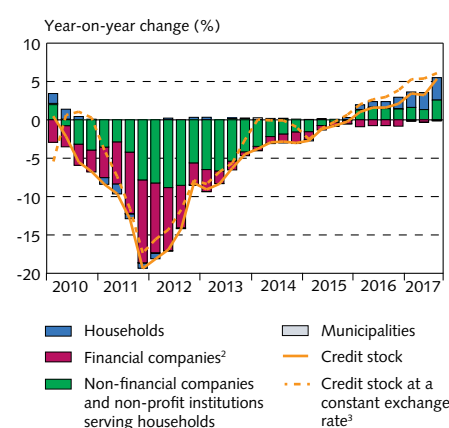 Year-on-year change (%)
10
5
0
-5
-10
-15
-20
2010 2011 2012 2013 2014 2015 2016 2017
Households
Financial companies²
Non-financial companies
and non-profit institutions
serving households
Municipalities
Credit stock
Credit stock at a
constant exchange
rate³